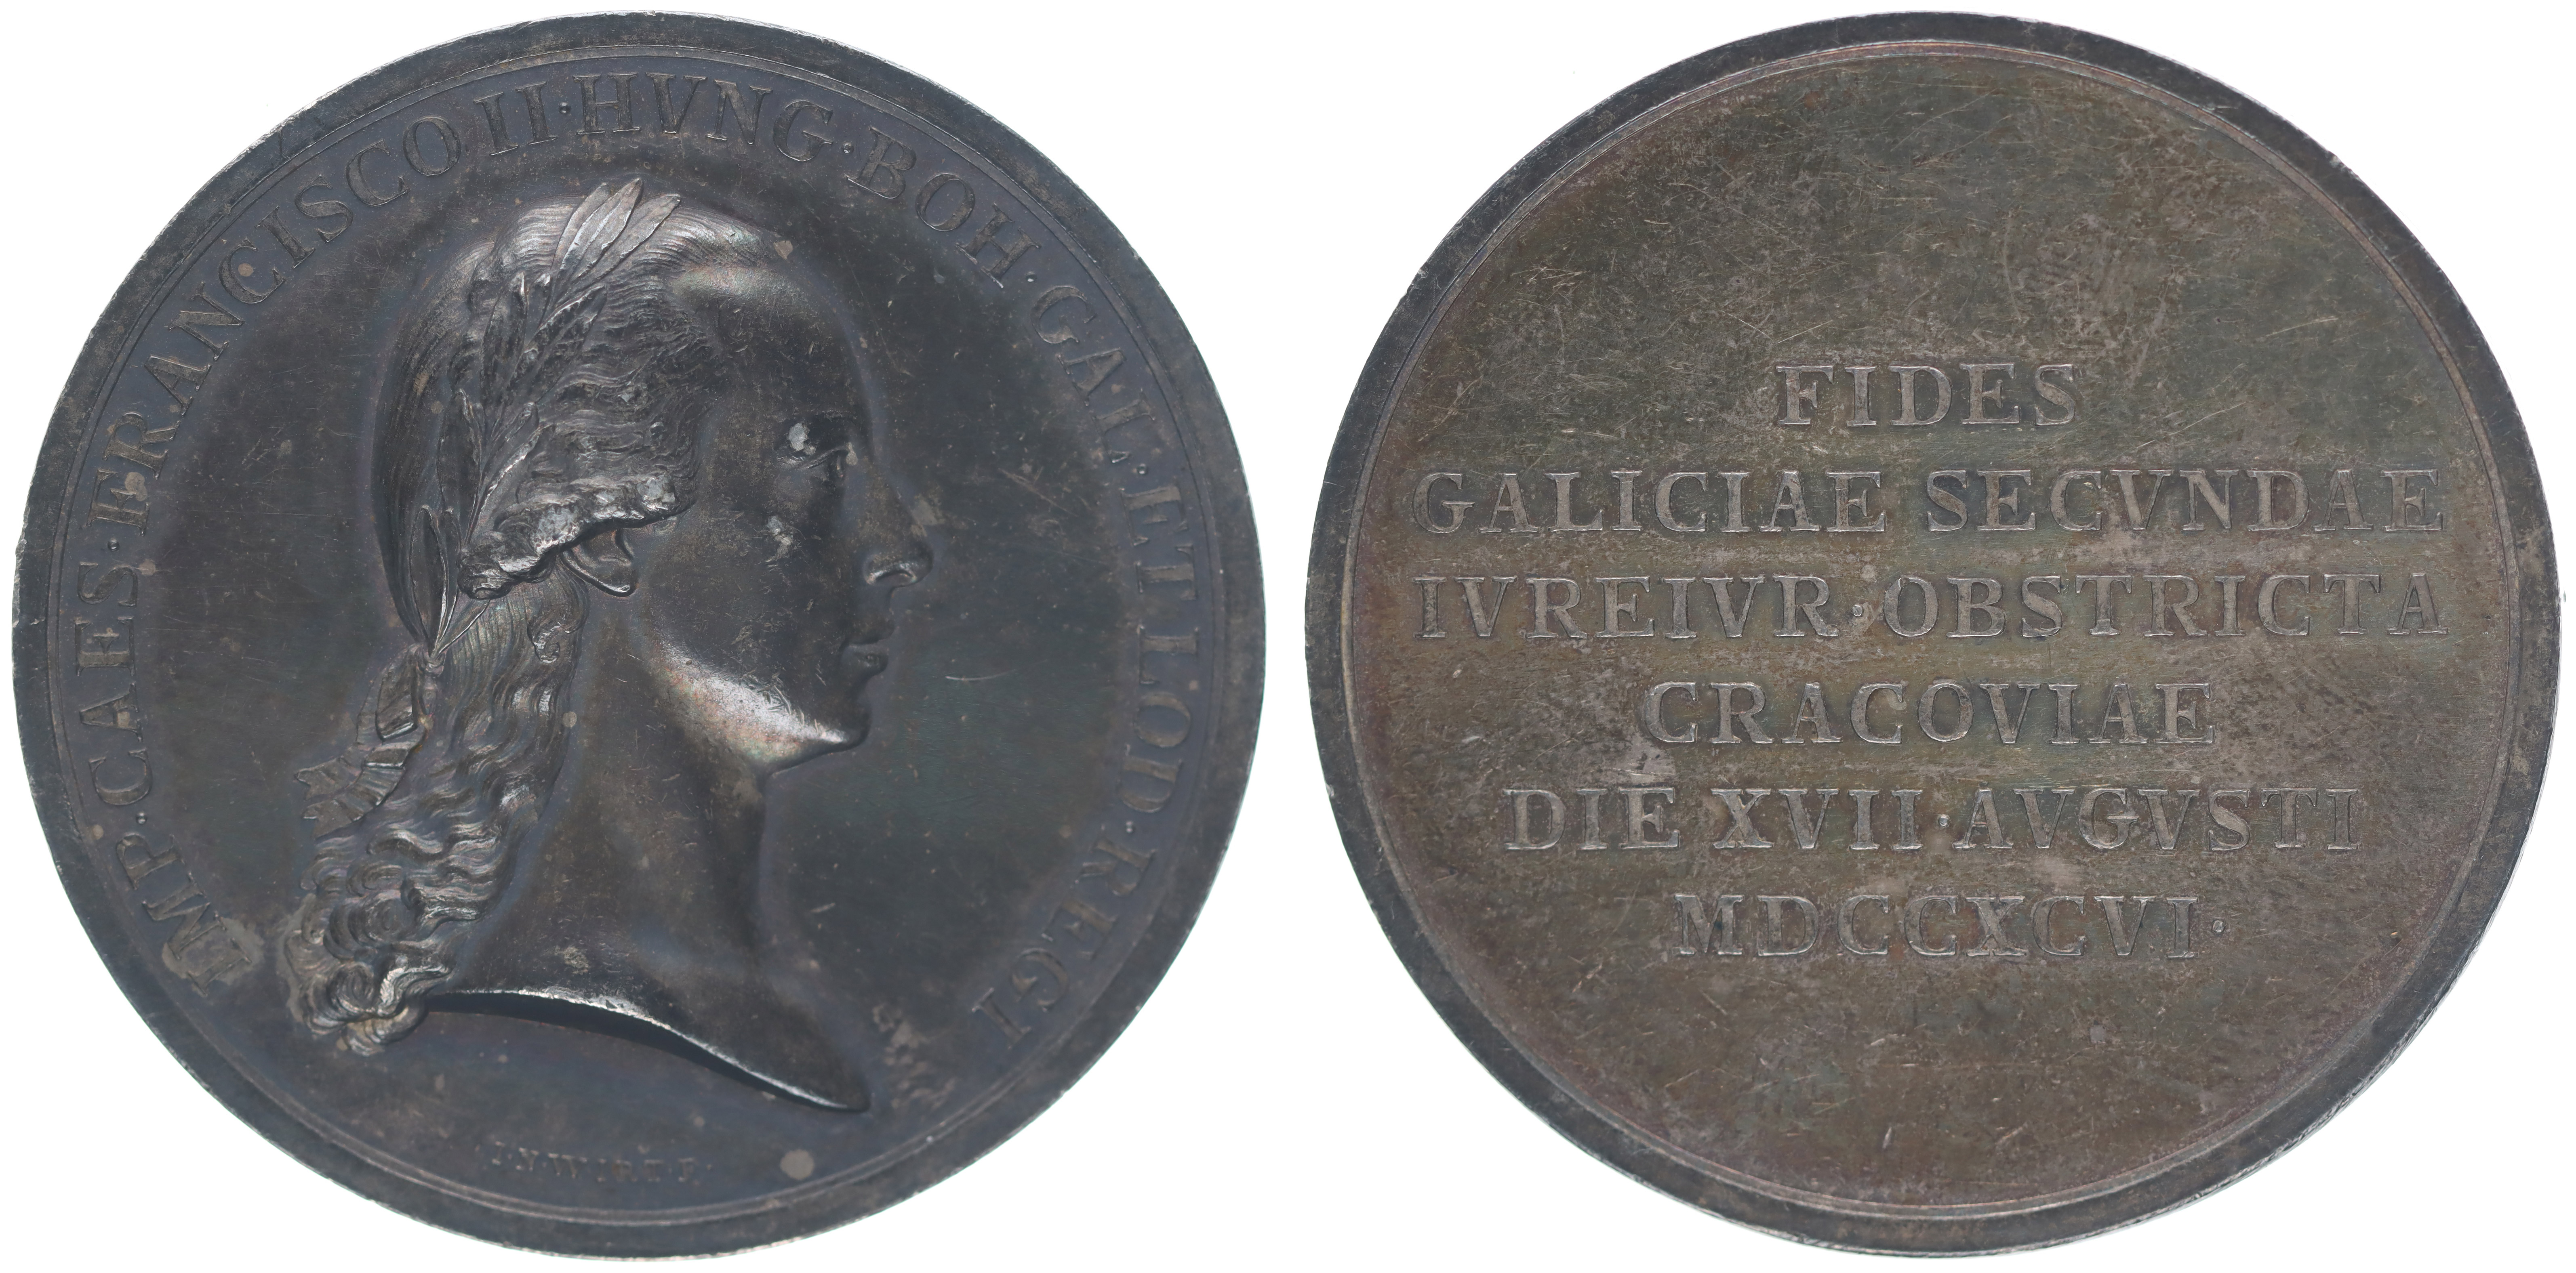 IMP·CAES·FRANCISCO II·HVNG·BOH·GAL·ET LOD·REGI
I·N·WIRT·F·
FIDES
GALICIAE SECVNDAE
IVREIVR·OBSTRICTA
CRACOVIAE
DIE XVII·AVGVSTI
MDCCXCVI·